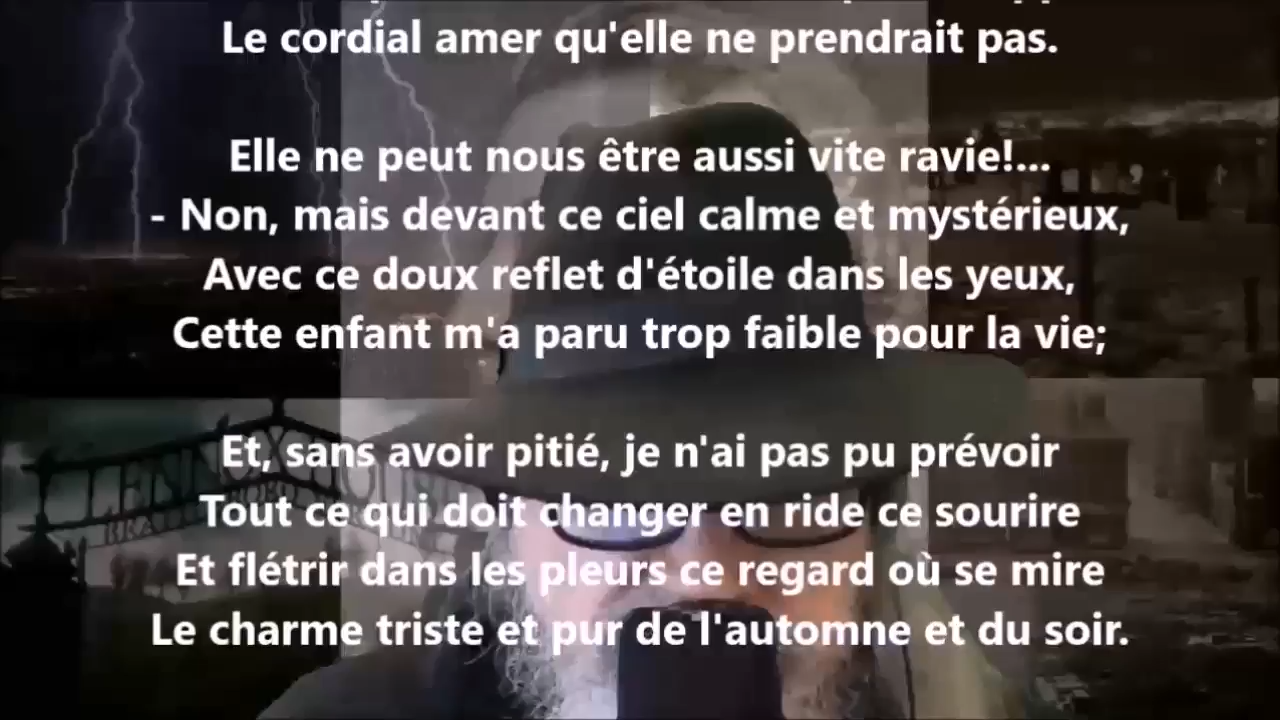 Le cordial amer qu'elle ne prendrait pas.
Elle ne peut nous être aussi vite ravie!...
- Non, mais devant ce ciel calme et mystérieux,
Avec ce doux reflet d'étoile dans les yeux,
Cette enfant m'a paru trop faible pour la vie;
Et, sans avoir pitié, je n'ai pas pu prévoir
Tout ce qui doit changer en ride ce sourire
Et flétrir dans les pleurs ce regard où se mire
Le charme triste et pur de l'automne et du soir.